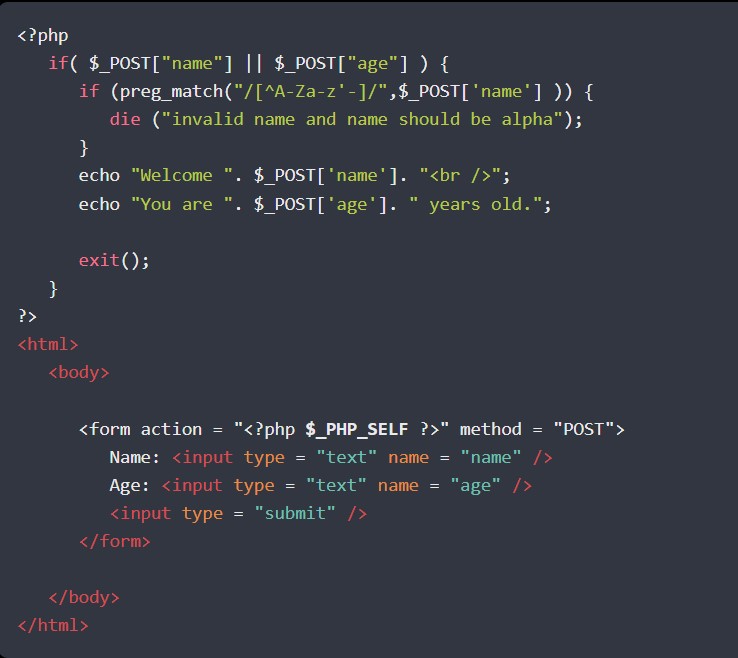 <?php
if( $_POST["name"] || $_POST["age"] ) {
if (preg_match("/[^A-Za-z'-]/",$_POST['name'] )) {
die ("invalid name and name should be alpha");
}
echo "Welcome ". $_POST['name']. "<br />";
echo "You are ". $_POST['age']. " years old.";
exit();
}
?>
<html>
<body>
<form action = "<?php $_PHP_SELF ?>" method = "POST">
Name: <input type = "text" name = "name" />
Age: <input type = "text" name = "age" />
<input type = "submit" />
</form>
</body>
</html>